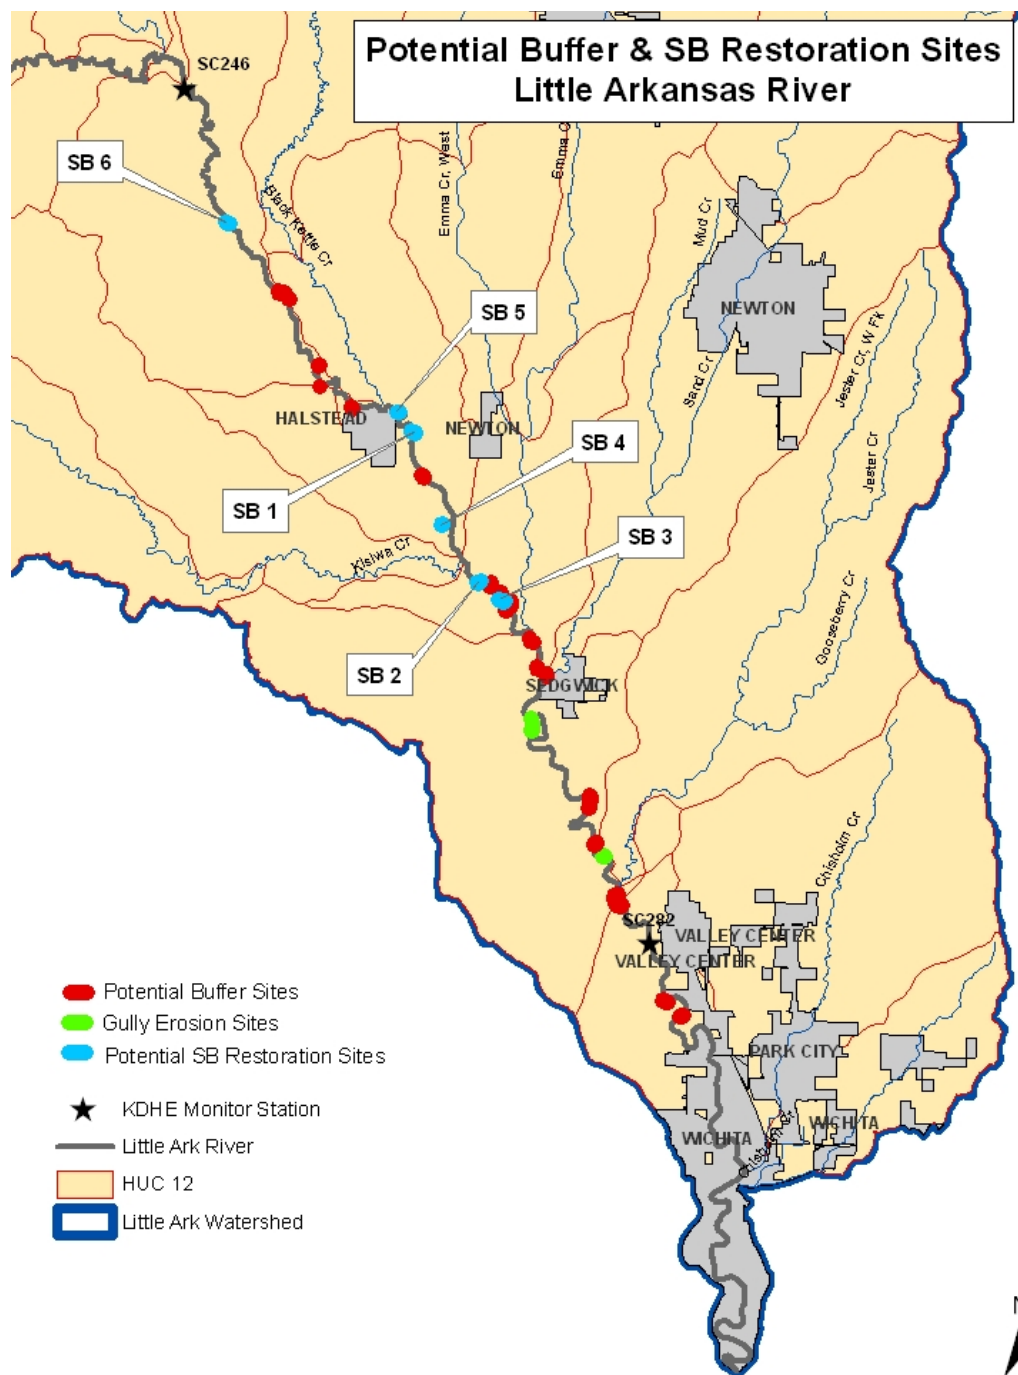 Potential Buffer & SB Restoration Sites
Little Arkansas River
SC246
SB 6
Black Kettle Cr
Emma Cr, West
Emma C
Mud Cr
NEWTON
SB 5
Sand Cr
Jester Cr, W Fk
HALSTEAD
NEWTON
SB 4
Jester Cr
SB 1
SB 3
Kisiwa Cr
Gooseberry Cr
SB 2
SEDGWICK
Chisholm Cr
SC282
VALLEY CENTER
VALLEY CENTER
PARK CITY
WICHITA
WICHITA
Chisholm Cr
Potential Buffer Sites
Gully Erosion Sites
Potential SB Restoration Sites
KDHE Monitor Station
Little Ark River
HUC 12
Little Ark Watershed
N